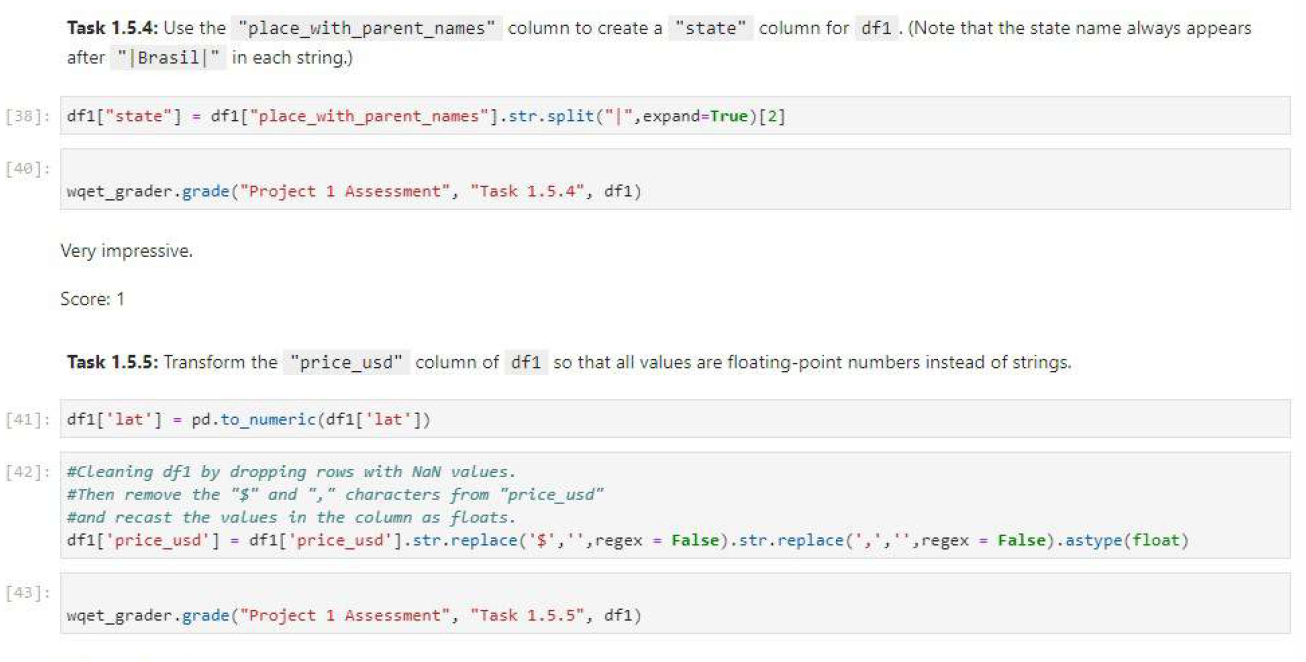 Task 1.5.4: Use the "place_with_parent_names" column to create a "state" column for df1 . (Note that the state name always appears
after "|Brasil|" in each string.)
[38]: df1["state"] = df1["place_with_parent_names"].str.split("|",expand=True)[2]
[40]:
wqet_grader.grade("Project 1 Assessment", "Task 1.5.4", df1)
Very impressive.
Score: 1
Task 1.5.5: Transform the "price_usd" column of df1 so that all values are floating-point numbers instead of strings.
[41]: df1['lat'] = pd.to_numeric(df1['lat'])
[42]: #Cleaning df1 by dropping rows with NaN values.
#Then remove the "$" and "," characters from "price_usd"
#and recast the values in the column as floats.
df1['price_usd'] = df1['price_usd'].str.replace('$','',regex = False).str.replace(',','',regex = False).astype(float)
[43]:
wqet_grader.grade("Project 1 Assessment", "Task 1.5.5", df1)